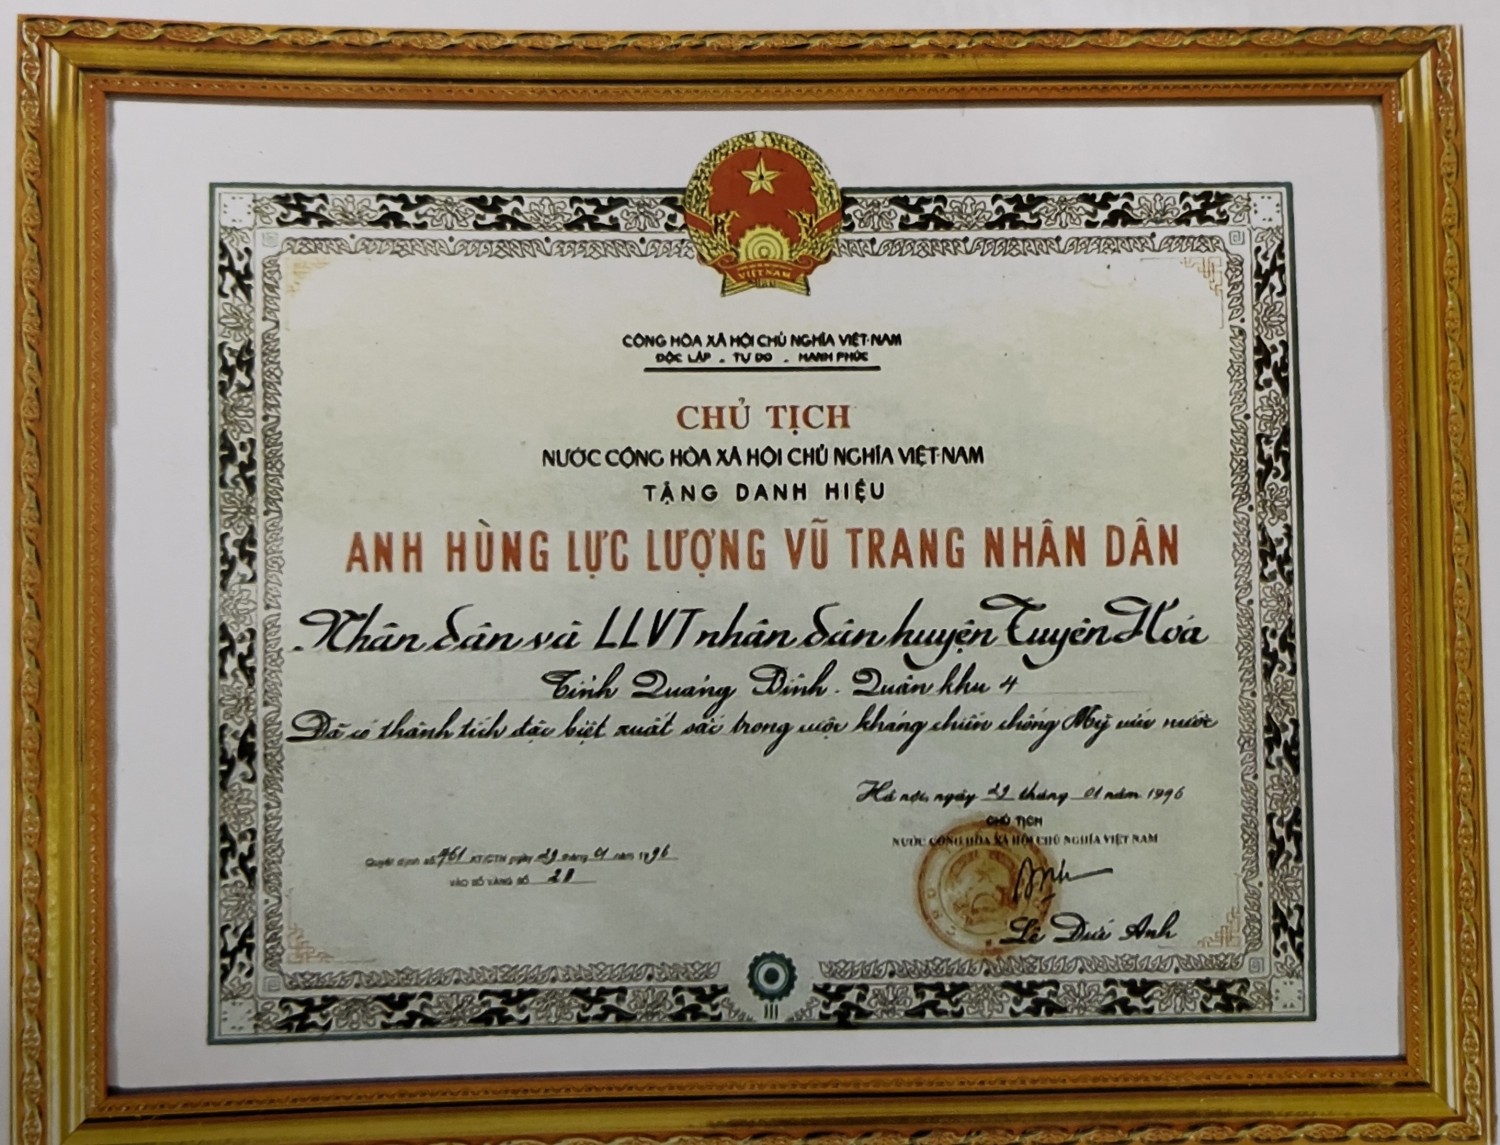 VIỆT NAM
CỘNG HÒA XÃ HỘI CHỦ NGHĨA VIỆT-NAM
ĐỘC LẬP - TỰ DO - HẠNH PHÚC
CHỦ TỊCH
NƯỚC CỘNG HÒA XÃ HỘI CHỦ NGHĨA VIỆT-NAM
TẶNG DANH HIỆU
ANH HÙNG LỰC LƯỢNG VŨ TRANG NHÂN DÂN
Nhân dân và LLVT nhân dân huyện Tuyên Hoá
Tỉnh Quảng Bình - Quân khu 4
Đã có thành tích đặc biệt xuất sắc trong cuộc kháng chiến chống Mỹ cứu nước
Hà nội, ngày 29 tháng 01 năm 1996
CHỦ TỊCH
NƯỚC CỘNG HÒA XÃ HỘI CHỦ NGHĨA VIỆT NAM
Quyết định số 461 KT/CTN ngày 29 tháng 01 năm 1996
VÀO SỔ VÀNG SỐ
Lê Đức Anh